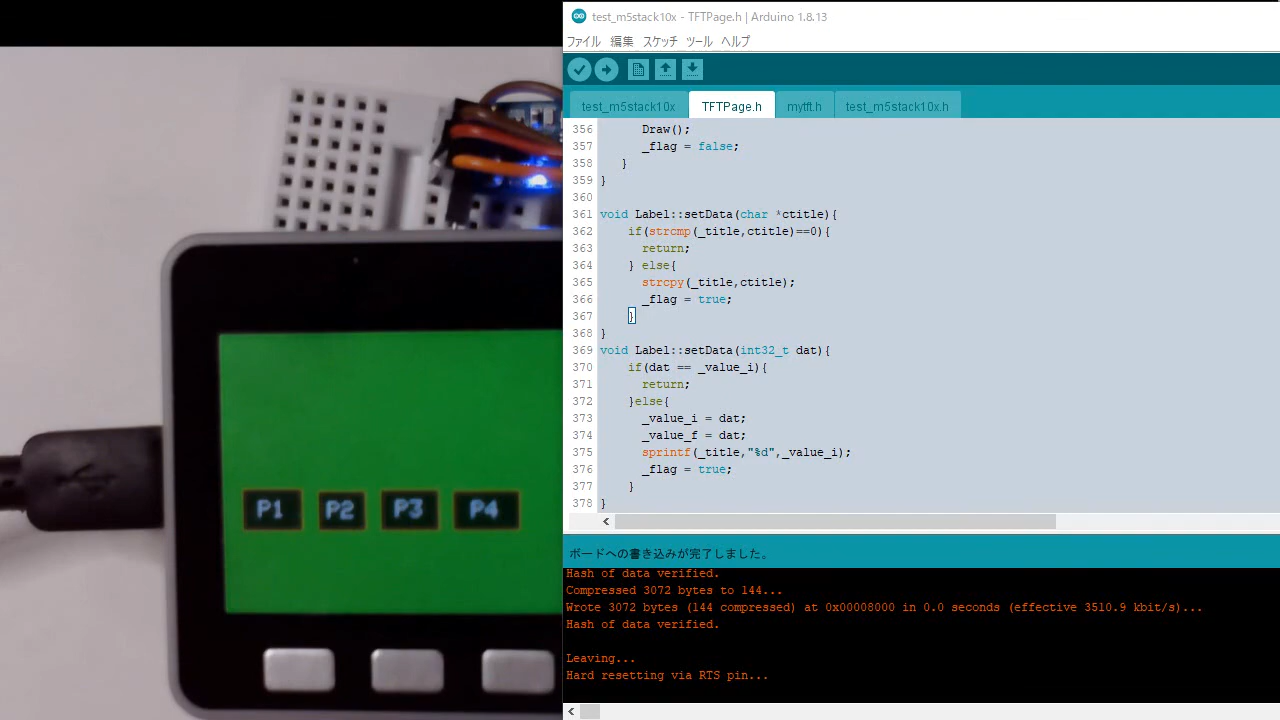 test_m5stack10x - TFTPage.h | Arduino 1.8.13
ファイル 編集 スケッチ ツール ヘルプ
test_m5stack10x TFTPage.h mytft.h test_m5stack10x.h
356 Draw();
357 _flag = false;
358 }
359 }
360
361 void Label::setData(char *ctitle){
362 if(strcmp(_title,ctitle)==0){
363 return;
364 } else{
365 strcpy(_title,ctitle);
366 _flag = true;
367 }
368 }
369 void Label::setData(int32_t dat){
370 if(dat == _value_i){
371 return;
372 }else{
373 _value_i = dat;
374 _value_f = dat;
375 sprintf(_title,"%d",_value_i);
376 _flag = true;
377 }
378 }
P1 P2 P3 P4
ボードへの書き込みが完了しました。
Hash of data verified.
Compressed 3072 bytes to 144...
Wrote 3072 bytes (144 compressed) at 0x00008000 in 0.0 seconds (effective 3510.9 kbit/s)...
Hash of data verified.
Leaving...
Hard resetting via RTS pin...